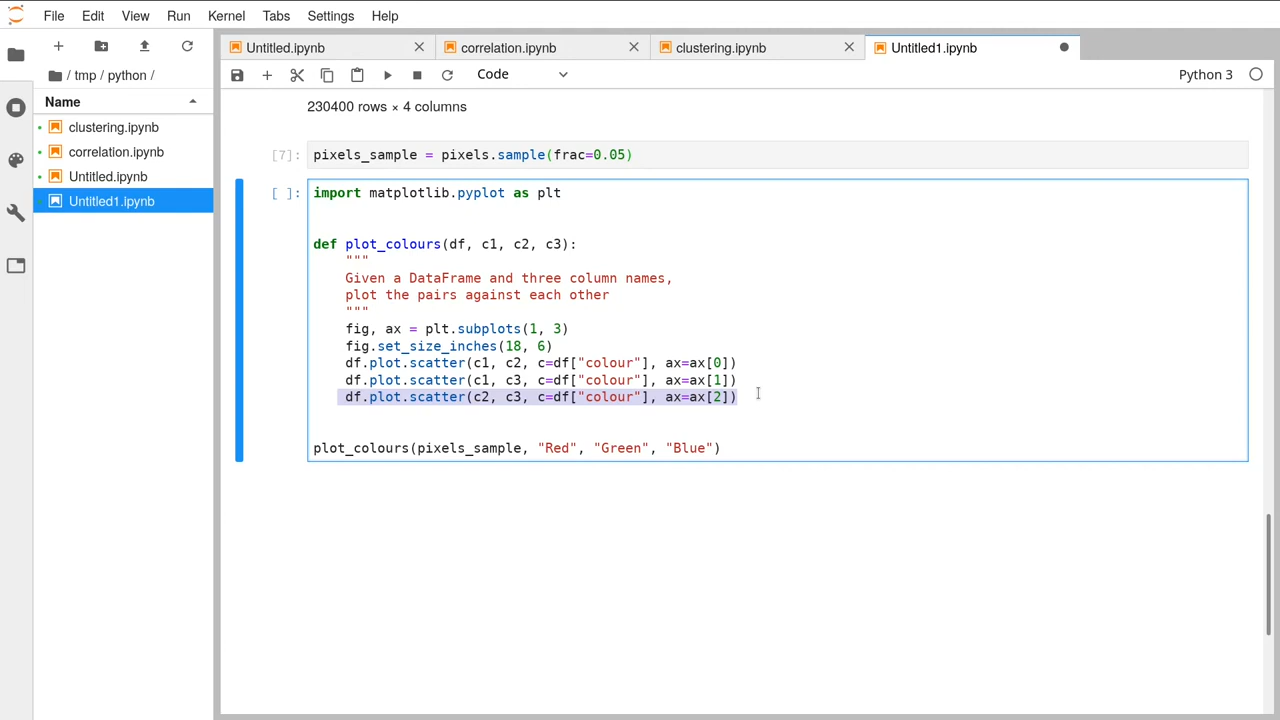 File Edit View Run Kernel Tabs Settings Help
Untitled.ipynb correlation.ipynb clustering.ipynb Untitled1.ipynb
Code Python 3
/ tmp / python /
Name
clustering.ipynb
correlation.ipynb
Untitled.ipynb
Untitled1.ipynb
230400 rows × 4 columns
[7]: pixels_sample = pixels.sample(frac=0.05)
[ ]: import matplotlib.pyplot as plt
def plot_colours(df, c1, c2, c3):
"""
Given a DataFrame and three column names,
plot the pairs against each other
"""
fig, ax = plt.subplots(1, 3)
fig.set_size_inches(18, 6)
df.plot.scatter(c1, c2, c=df["colour"], ax=ax[0])
df.plot.scatter(c1, c3, c=df["colour"], ax=ax[1])
df.plot.scatter(c2, c3, c=df["colour"], ax=ax[2])
plot_colours(pixels_sample, "Red", "Green", "Blue")